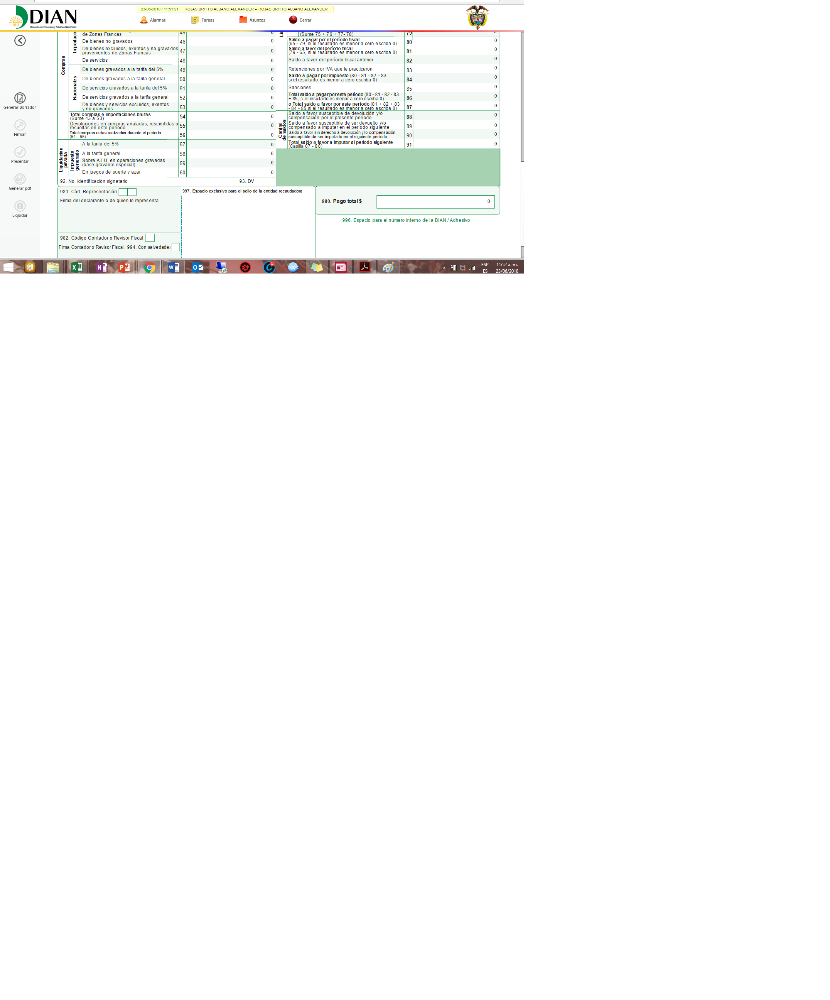 DIAN
Dirección de Impuestos y Aduanas Nacionales
23-06-2018 / 11:51:21 ROJAS BRITTO ALBANO ALEXANDER -- ROJAS BRITTO ALBANO ALEXANDER
Alarmas Tareas Asuntos Cerrar
Generar Borrador
Firmar
Presentar
Generar pdf
Liquidar
Compras
Nacionales
de Zonas Francas 45 0
De bienes no gravados 46 0
De bienes excluidos, exentos y no gravados
provenientes de Zonas Francas 47 0
De servicios 48 0
De bienes gravados a la tarifa del 5% 49 0
De bienes gravados a la tarifa general 50 0
De servicios gravados a la tarifa del 5% 51 0
De servicios gravados a la tarifa general 52 0
De bienes y servicios excluidos, exentos
y no gravados 53 0
Total compras e importaciones brutas
(Sume 43 a 53) 54 0
Devoluciones en compras anuladas, rescindidas o
resueltas en este período 55 0
Total compras netas realizadas durante el período
(54 - 55) 56 0
Liquidación
privada
Impuesto
generado
A la tarifa del 5% 57 0
A la tarifa general 58 0
Sobre A.I.U. en operaciones gravadas
(base gravable especial) 59 0
En juegos de suerte y azar 60 0
(Sume 75 + 76 + 77- 78) 79 0
Saldo a pagar por el período fiscal
(65 - 79, si el resultado es menor a cero escriba 0) 80 0
Saldo a favor del período fiscal
(79 - 65, si el resultado es menor a cero escriba 0) 81 0
Saldo a favor del período fiscal anterior 82 0
Retenciones por IVA que le practicaron 83 0
Saldo a pagar por impuesto (80 - 81 - 82 - 83
si el resultado es menor a cero escriba 0) 84 0
Sanciones 85 0
Total saldo a pagar por este período (80 - 81 - 82 - 83
+ 85, si el resultado es menor a cero escriba 0) 86 0
o Total saldo a favor por este período (81 + 82 + 83
- 84 - 85 si el resultado es menor a cero escriba 0) 87 0
Control
de saldos
Saldo a favor susceptible de devolución y/o
compensación por el presente período 88 0
Saldo a favor susceptible de ser devuelto y/o
compensado a imputar en el período siguiente 89 0
Saldo a favor sin derecho a devolución y/o compensación
susceptible de ser imputado en el siguiente período 90 0
Total saldo a favor a imputar al periodo siguiente
(Casilla 87 - 88) 91 0
92. No. identificación signatario 93. DV
981. Cód. Representación
Firma del declarante o de quien lo representa
997. Espacio exclusivo para el sello de la entidad recaudadora
980. Pago total $ 0
996. Espacio para el número interno de la DIAN / Adhesivo
982. Código Contador o Revisor Fiscal
Firma Contador o Revisor Fiscal. 994. Con salvedades
ESP
ES
11:52 a. m.
23/06/2018